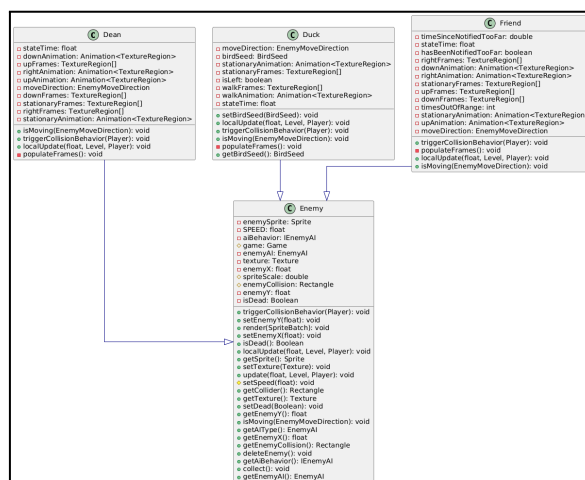 C Dean
stateTime: float
downAnimation: Animation<TextureRegion>
upFrames: TextureRegion[]
rightAnimation: Animation<TextureRegion>
upAnimation: Animation<TextureRegion>
moveDirection: EnemyMoveDirection
downFrames: TextureRegion[]
stationaryFrames: TextureRegion[]
rightFrames: TextureRegion[]
stationaryAnimation: Animation<TextureRegion>
isMoving(EnemyMoveDirection): void
triggerCollisionBehavior(Player): void
localUpdate(float, Level, Player): void
populateFrames(): void
C Duck
moveDirection: EnemyMoveDirection
birdSeed: BirdSeed
stationaryAnimation: Animation<TextureRegion>
stationaryFrames: TextureRegion[]
isLeft: boolean
walkFrames: TextureRegion[]
walkAnimation: Animation<TextureRegion>
stateTime: float
setBirdSeed(BirdSeed): void
localUpdate(float, Level, Player): void
triggerCollisionBehavior(Player): void
isMoving(EnemyMoveDirection): void
populateFrames(): void
getBirdSeed(): BirdSeed
C Friend
timeSinceNotifiedTooFar: double
stateTime: float
hasBeenNotifiedTooFar: boolean
rightFrames: TextureRegion[]
downAnimation: Animation<TextureRegion>
rightAnimation: Animation<TextureRegion>
stationaryFrames: TextureRegion[]
upFrames: TextureRegion[]
downFrames: TextureRegion[]
timesOutOfRange: int
stationaryAnimation: Animation<TextureRegion
upAnimation: Animation<TextureRegion>
moveDirection: EnemyMoveDirection
triggerCollisionBehavior(Player): void
populateFrames(): void
localUpdate(float, Level, Player): void
isMoving(EnemyMoveDirection): void
C Enemy
enemySprite: Sprite
SPEED: float
aiBehavior: IEnemyAI
game: Game
enemyAI: EnemyAI
texture: Texture
enemyX: float
spriteScale: double
enemyCollision: Rectangle
enemyY: float
isDead: Boolean
triggerCollisionBehavior(Player): void
setEnemyY(float): void
render(SpriteBatch): void
setEnemyX(float): void
isDead(): Boolean
localUpdate(float, Level, Player): void
getSprite(): Sprite
setTexture(Texture): void
update(float, Level, Player): void
setSpeed(float): void
getCollider(): Rectangle
getTexture(): Texture
setDead(Boolean): void
getEnemyY(): float
isMoving(EnemyMoveDirection): void
getAIType(): EnemyAI
getEnemyX(): float
getEnemyCollision(): Rectangle
deleteEnemy(): void
getAiBehavior(): IEnemyAI
collect(): void
getEnemyAI(): EnemyAI